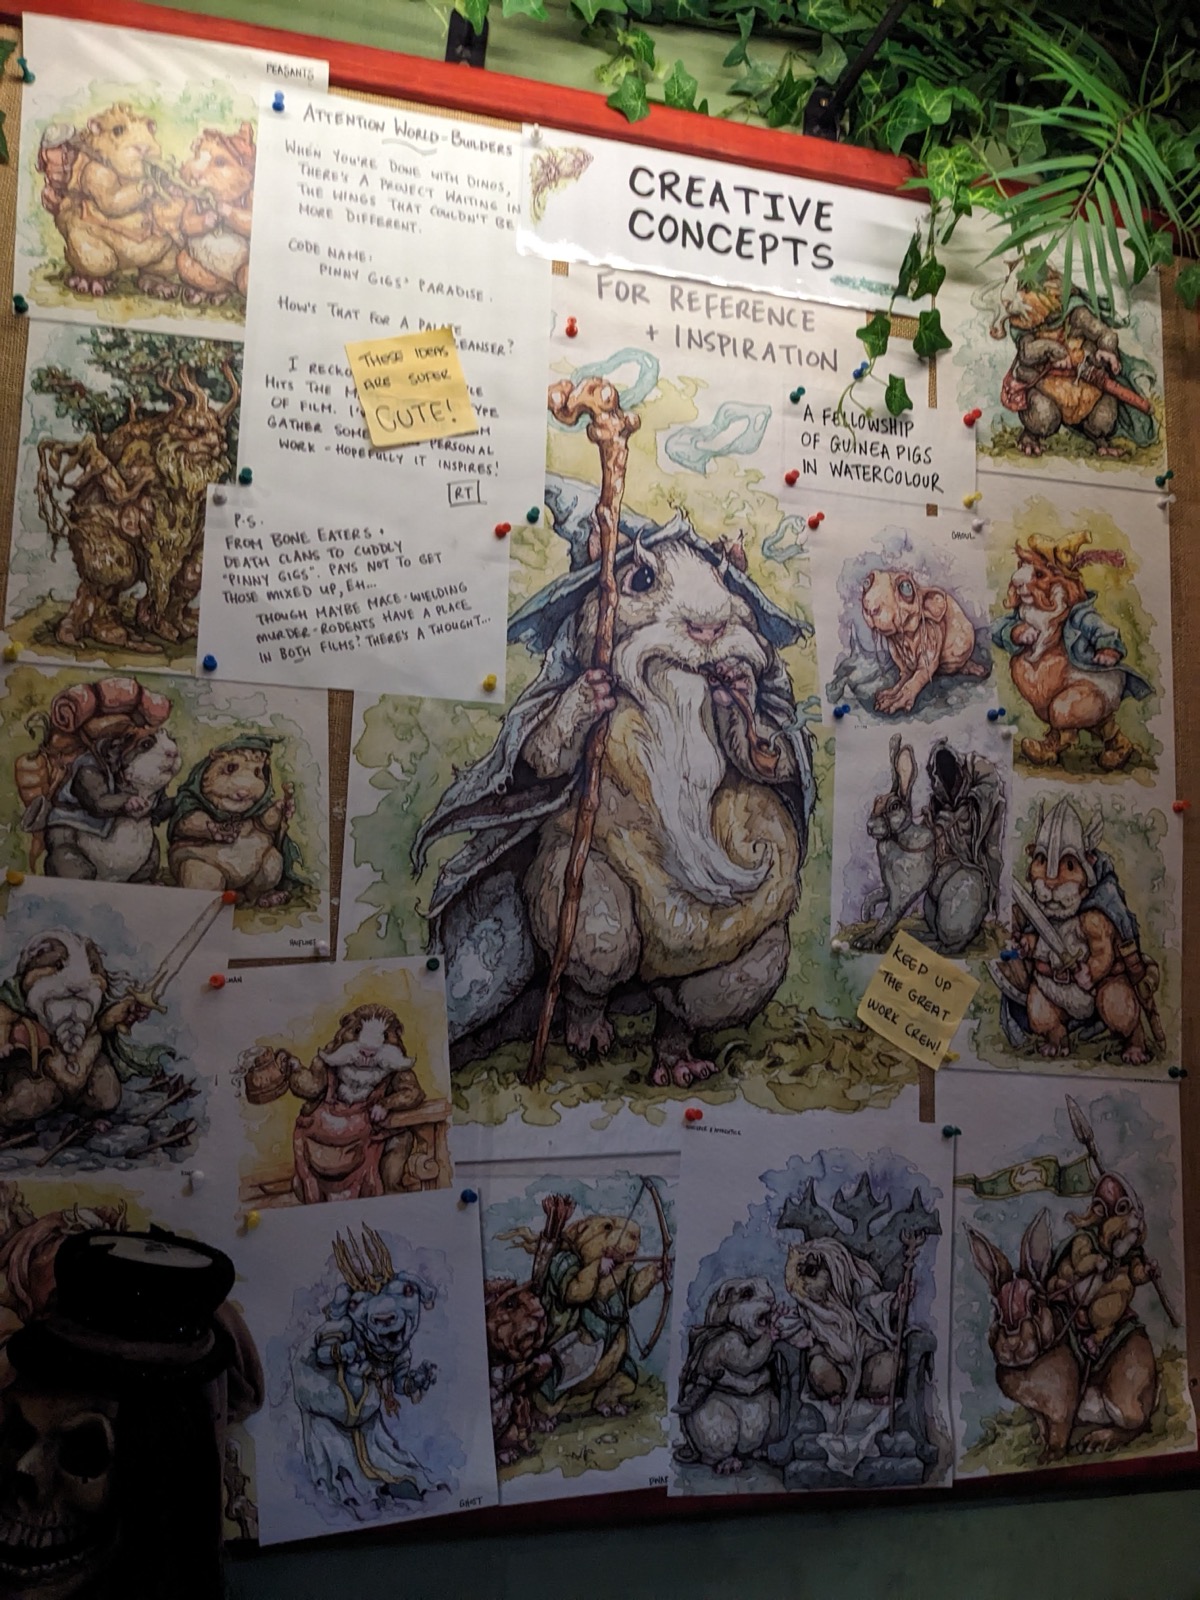 PEASANTS
ATTENTION WORLD-BUILDERS
WHEN YOU'RE DONE WITH DINOS,
THERE'S A PROJECT WAITING IN
THE WINGS THAT COULDN'T BE
MORE DIFFERENT.
CODE NAME:
PINNY GIGS' PARADISE.
HOW'S THAT FOR A
CLEANSER?
I
HITS THE
OF FILM.
GATHER SOME PERSONAL
WORK - HOPEFULLY IT INSPIRES!
RT
THESE IDEAS
ARE SUPER
CUTE!
P.S.
FROM BONE EATERS +
DEATH CLANS TO CUDDLY
"PINNY GIGS". PAYS NOT TO GET
THOSE MIXED UP, EH...
THOUGH MAYBE MACE-WIELDING
MURDER-RODENTS HAVE A PLACE
IN BOTH FILMS? THERE'S A THOUGHT...
CREATIVE
CONCEPTS
FOR REFERENCE
+ INSPIRATION
A FELLOWSHIP
OF GUINEA PIGS
IN WATERCOLOUR
GHOUL
KEEP UP
THE GREAT
WORK CREW!
GHOST